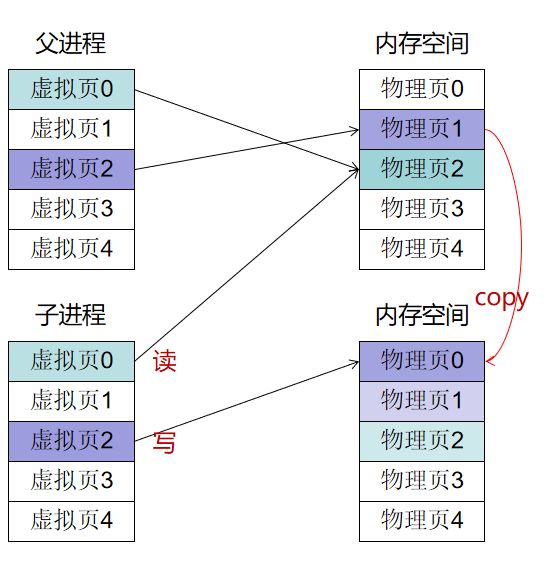 父进程
内存空间
虚拟页0
物理页0
虚拟页1
物理页1
虚拟页2
物理页2
虚拟页3
物理页3
虚拟页4
物理页4
copy
子进程
内存空间
虚拟页0
读
物理页0
虚拟页1
物理页1
虚拟页2
写
物理页2
虚拟页3
物理页3
虚拟页4
物理页4